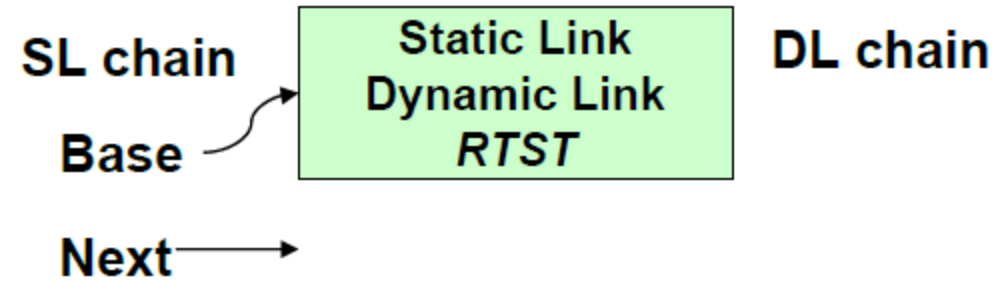 SL chain
Static Link
Dynamic Link
RTST
DL chain
Base
Next